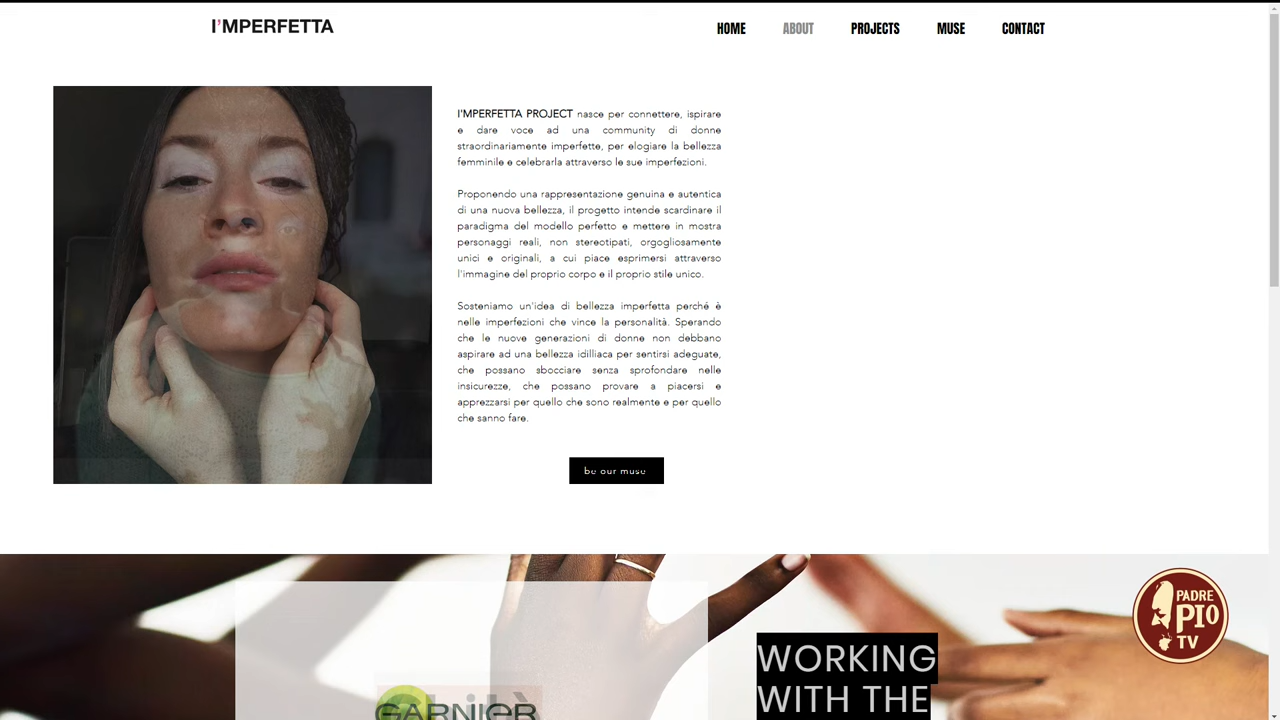 I'MPERFETTA
HOME ABOUT PROJECTS MUSE CONTACT
I'MPERFETTA PROJECT nasce per connettere, ispirare
e dare voce ad una community di donne
straordinariamente imperfette, per elogiare la bellezza
femminile e celebrarla attraverso le sue imperfezioni.
Proponendo una rappresentazione genuina e autentica
di una nuova bellezza, il progetto intende scardinare il
paradigma del modello perfetto e mettere in mostra
personaggi reali, non stereotipati, orgogliosamente
unici e originali, a cui piace esprimersi attraverso
l'immagine del proprio corpo e il proprio stile unico.
Sosteniamo un'idea di bellezza imperfetta perché è
nelle imperfezioni che vince la personalità. Sperando
che le nuove generazioni di donne non debbano
aspirare ad una bellezza idilliaca per sentirsi adeguate,
che possano sbocciare senza sprofondare nelle
insicurezze, che possano provare a piacersi e
apprezzarsi per quello che sono realmente e per quello
che sanno fare.
be our muse
PADRE
PIO
TV
WORKING
WITH THE
GARNIER